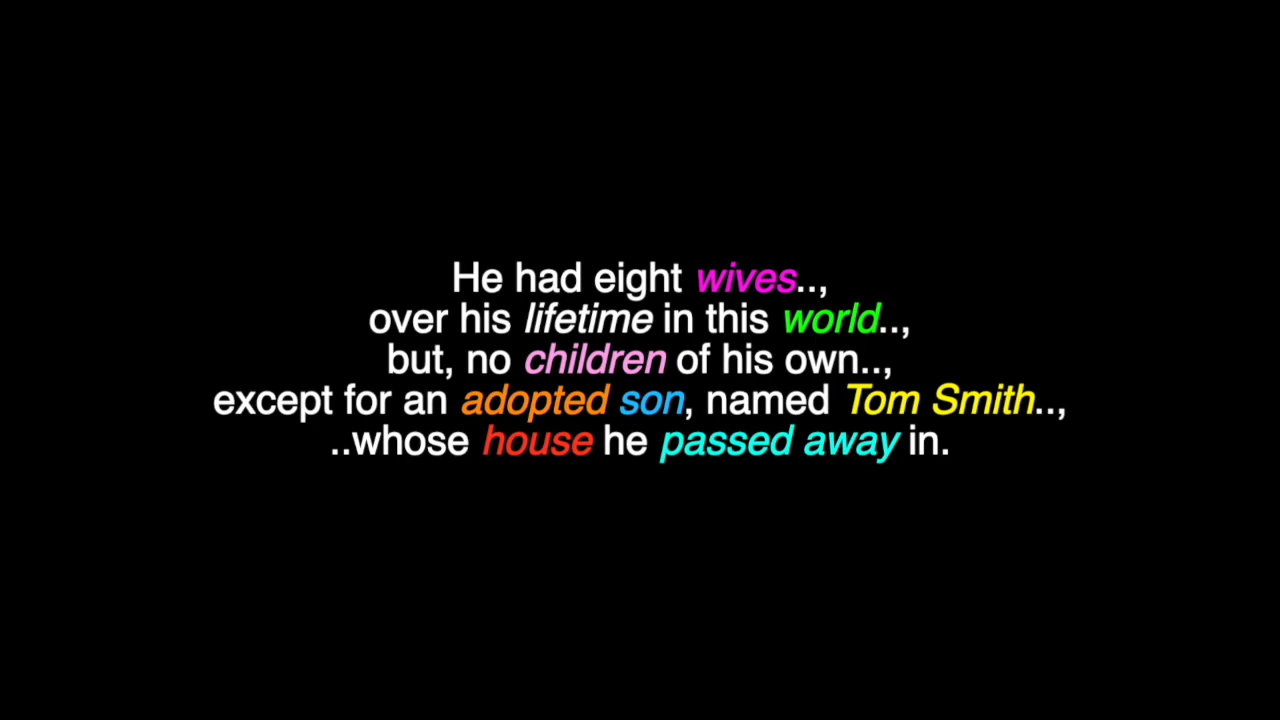 He had eight wives..,
over his lifetime in this world..,
but, no children of his own..,
except for an adopted son, named Tom Smith..,
..whose house he passed away in.